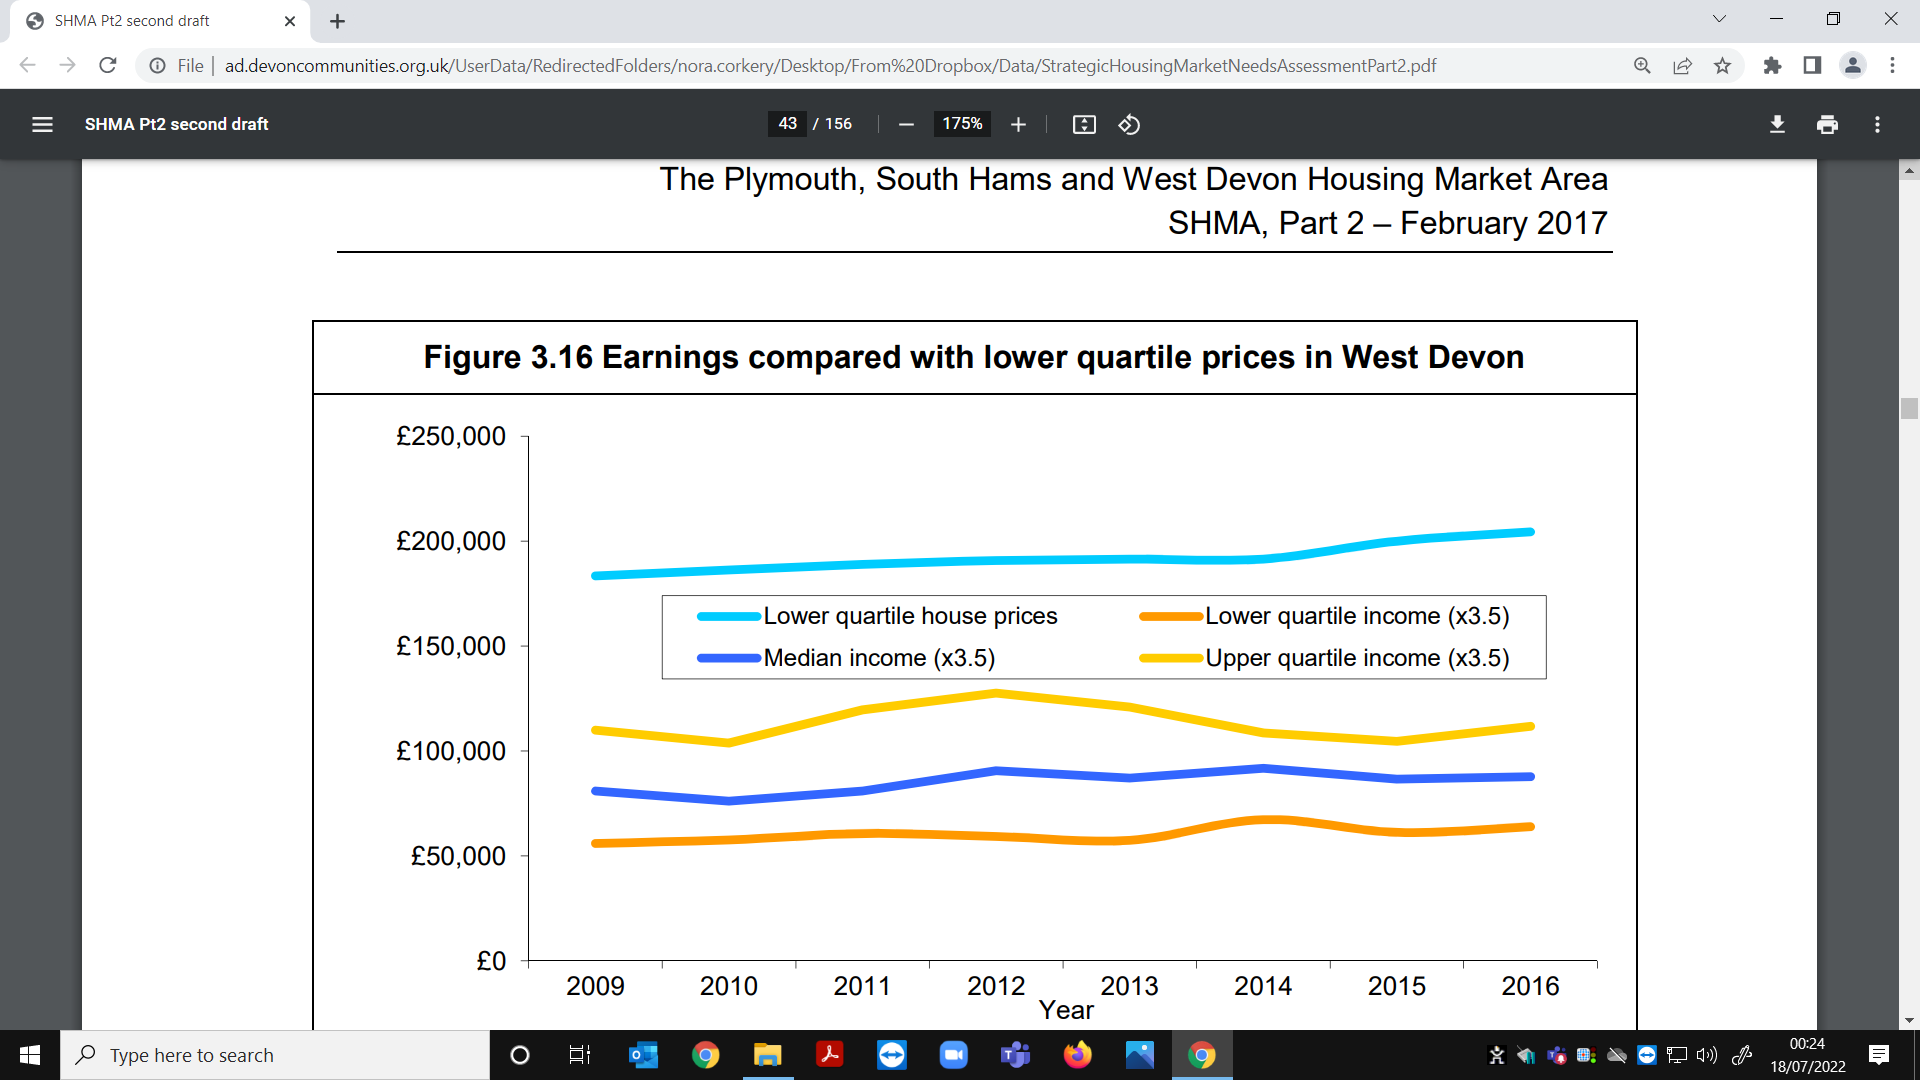 SHMA Pt2 second draft
File | ad.devoncommunities.org.uk/UserData/RedirectedFolders/nora.corkery/Desktop/From%20Dropbox/Data/StrategicHousingMarketNeedsAssessmentPart2.pdf
SHMA Pt2 second draft 43 / 156 175%
The Plymouth, South Hams and West Devon Housing Market Area
SHMA, Part 2 – February 2017
Figure 3.16 Earnings compared with lower quartile prices in West Devon
£250,000
£200,000
Lower quartile house prices Lower quartile income (x3.5)
£150,000
Median income (x3.5) Upper quartile income (x3.5)
£100,000
£50,000
£0
2009 2010 2011 2012 2013 2014 2015 2016
Year
Type here to search
00:24
18/07/2022